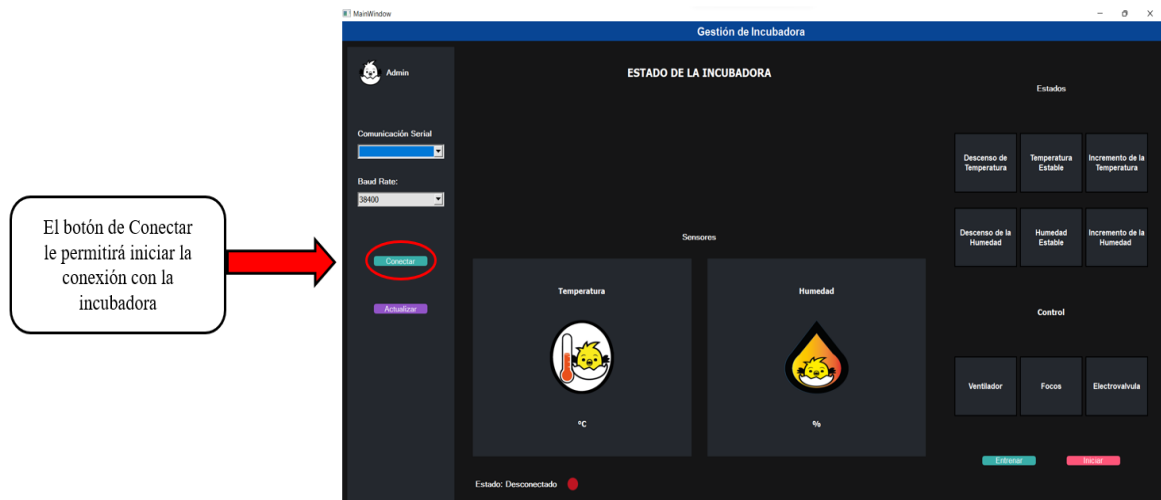 MainWindow
Gestión de Incubadora
Admin
ESTADO DE LA INCUBADORA
Estados
Comunicación Serial
Baud Rate:
38400
Descenso de
Temperatura
Temperatura
Estable
Incremento de la
Temperatura
Descenso de la
Humedad
Humedad
Estable
Incremento de la
Humedad
El botón de Conectar
le permitirá iniciar la
conexión con la
incubadora
Conectar
Actualizar
Sensores
Temperatura
Humedad
°C
%
Control
Ventilador
Focos
Electrovalvula
Entrenar
Iniciar
Estado: Desconectado